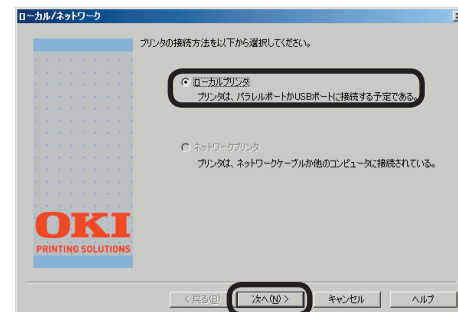 ローカル/ネットワーク
プリンタの接続方法を以下から選択してください。
ローカルプリンタ
プリンタは、パラレルポートかUSBポートに接続する予定である。
ネットワークプリンタ
プリンタは、ネットワークケーブルか他のコンピュータに接続されている。
OKI
PRINTING SOLUTIONS
< 戻る(B) 次へ(N) > キャンセル ヘルプ